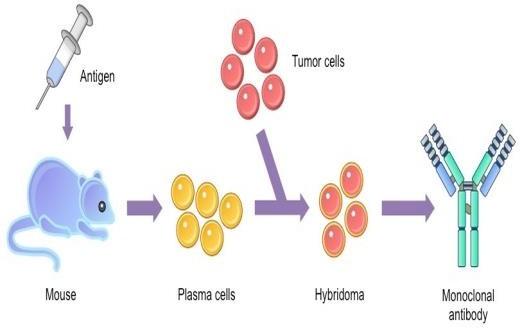 Antigen
Tumor cells
Mouse
Plasma cells
Hybridoma
Monoclonal
antibody